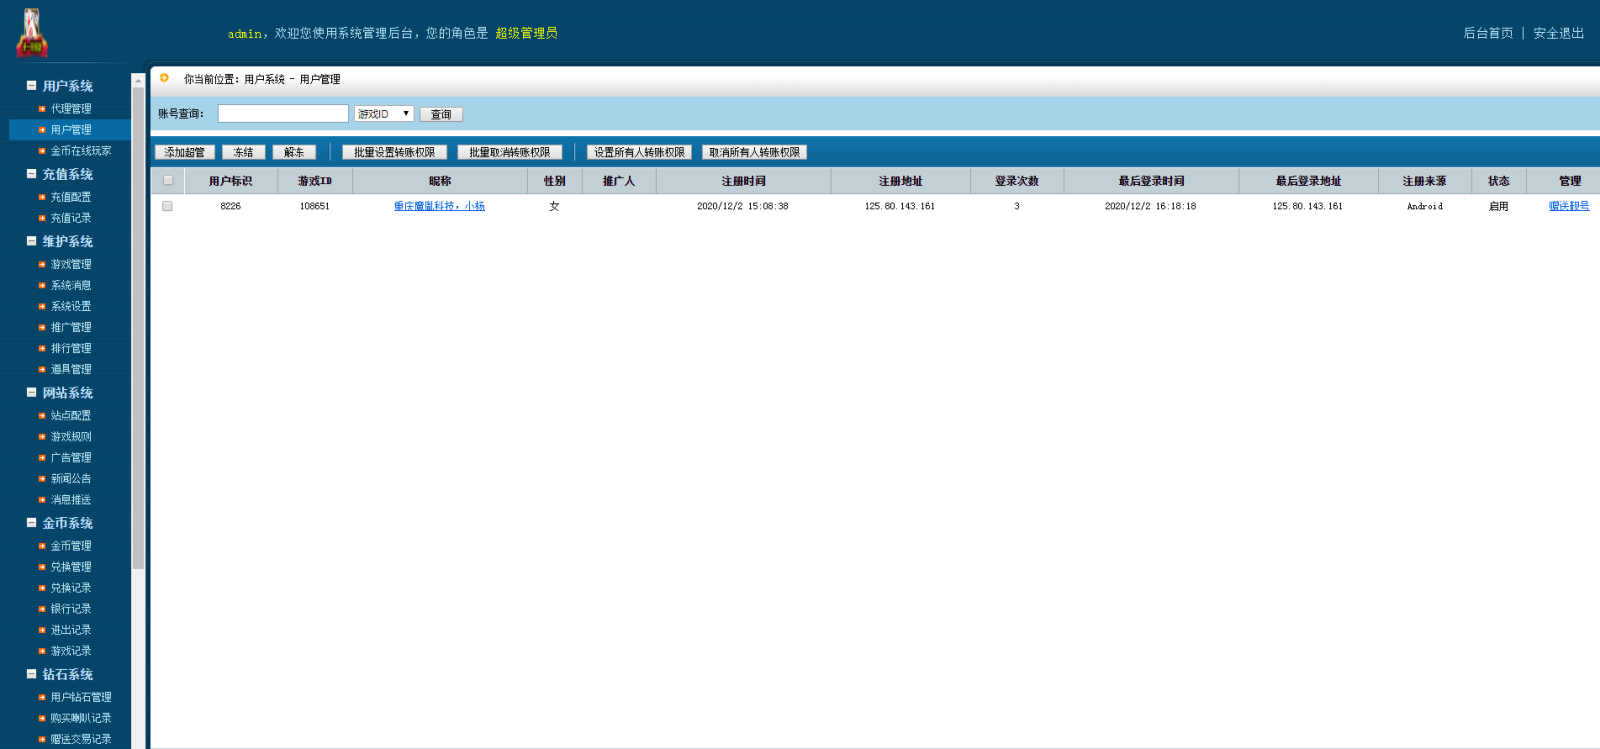 admin，欢迎您使用系统管理后台，您的角色是 超级管理员
后台首页 | 安全退出
用户系统
代理管理
用户管理
金币在线玩家
充值系统
充值配置
充值记录
维护系统
游戏管理
系统消息
系统设置
推广管理
排行管理
道具管理
网站系统
站点配置
游戏规则
广告管理
新闻公告
消息推送
金币系统
金币管理
兑换管理
兑换记录
银行记录
进出记录
游戏记录
钻石系统
用户钻石管理
购买喇叭记录
赠送交易记录
你当前位置：用户系统 - 用户管理
账号查询： 游戏ID 查询
添加超管 冻结 解冻 批量设置转账权限 批量取消转账权限 设置所有人转账权限 取消所有人转账权限
用户标识 游戏ID 昵称 性别 推广人 注册时间 注册地址 登录次数 最后登录时间 最后登录地址 注册来源 状态 管理
8226 108651 重庆魔胤科技，小杨 女 2020/12/2 15:08:38 125.80.143.161 3 2020/12/2 16:18:18 125.80.143.161 Android 启用 赠送靓号